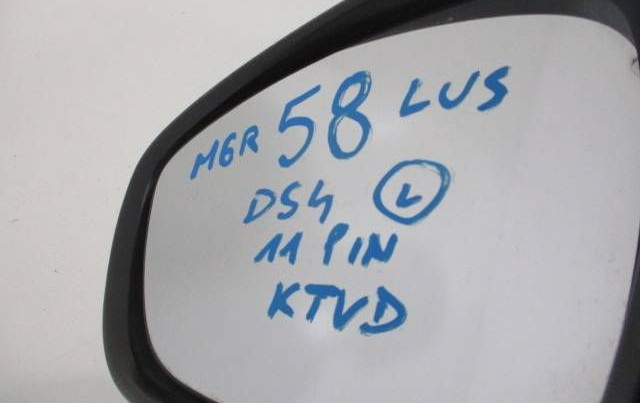 MGR 58 LUS
DS4 L
11 PIN
KTVD